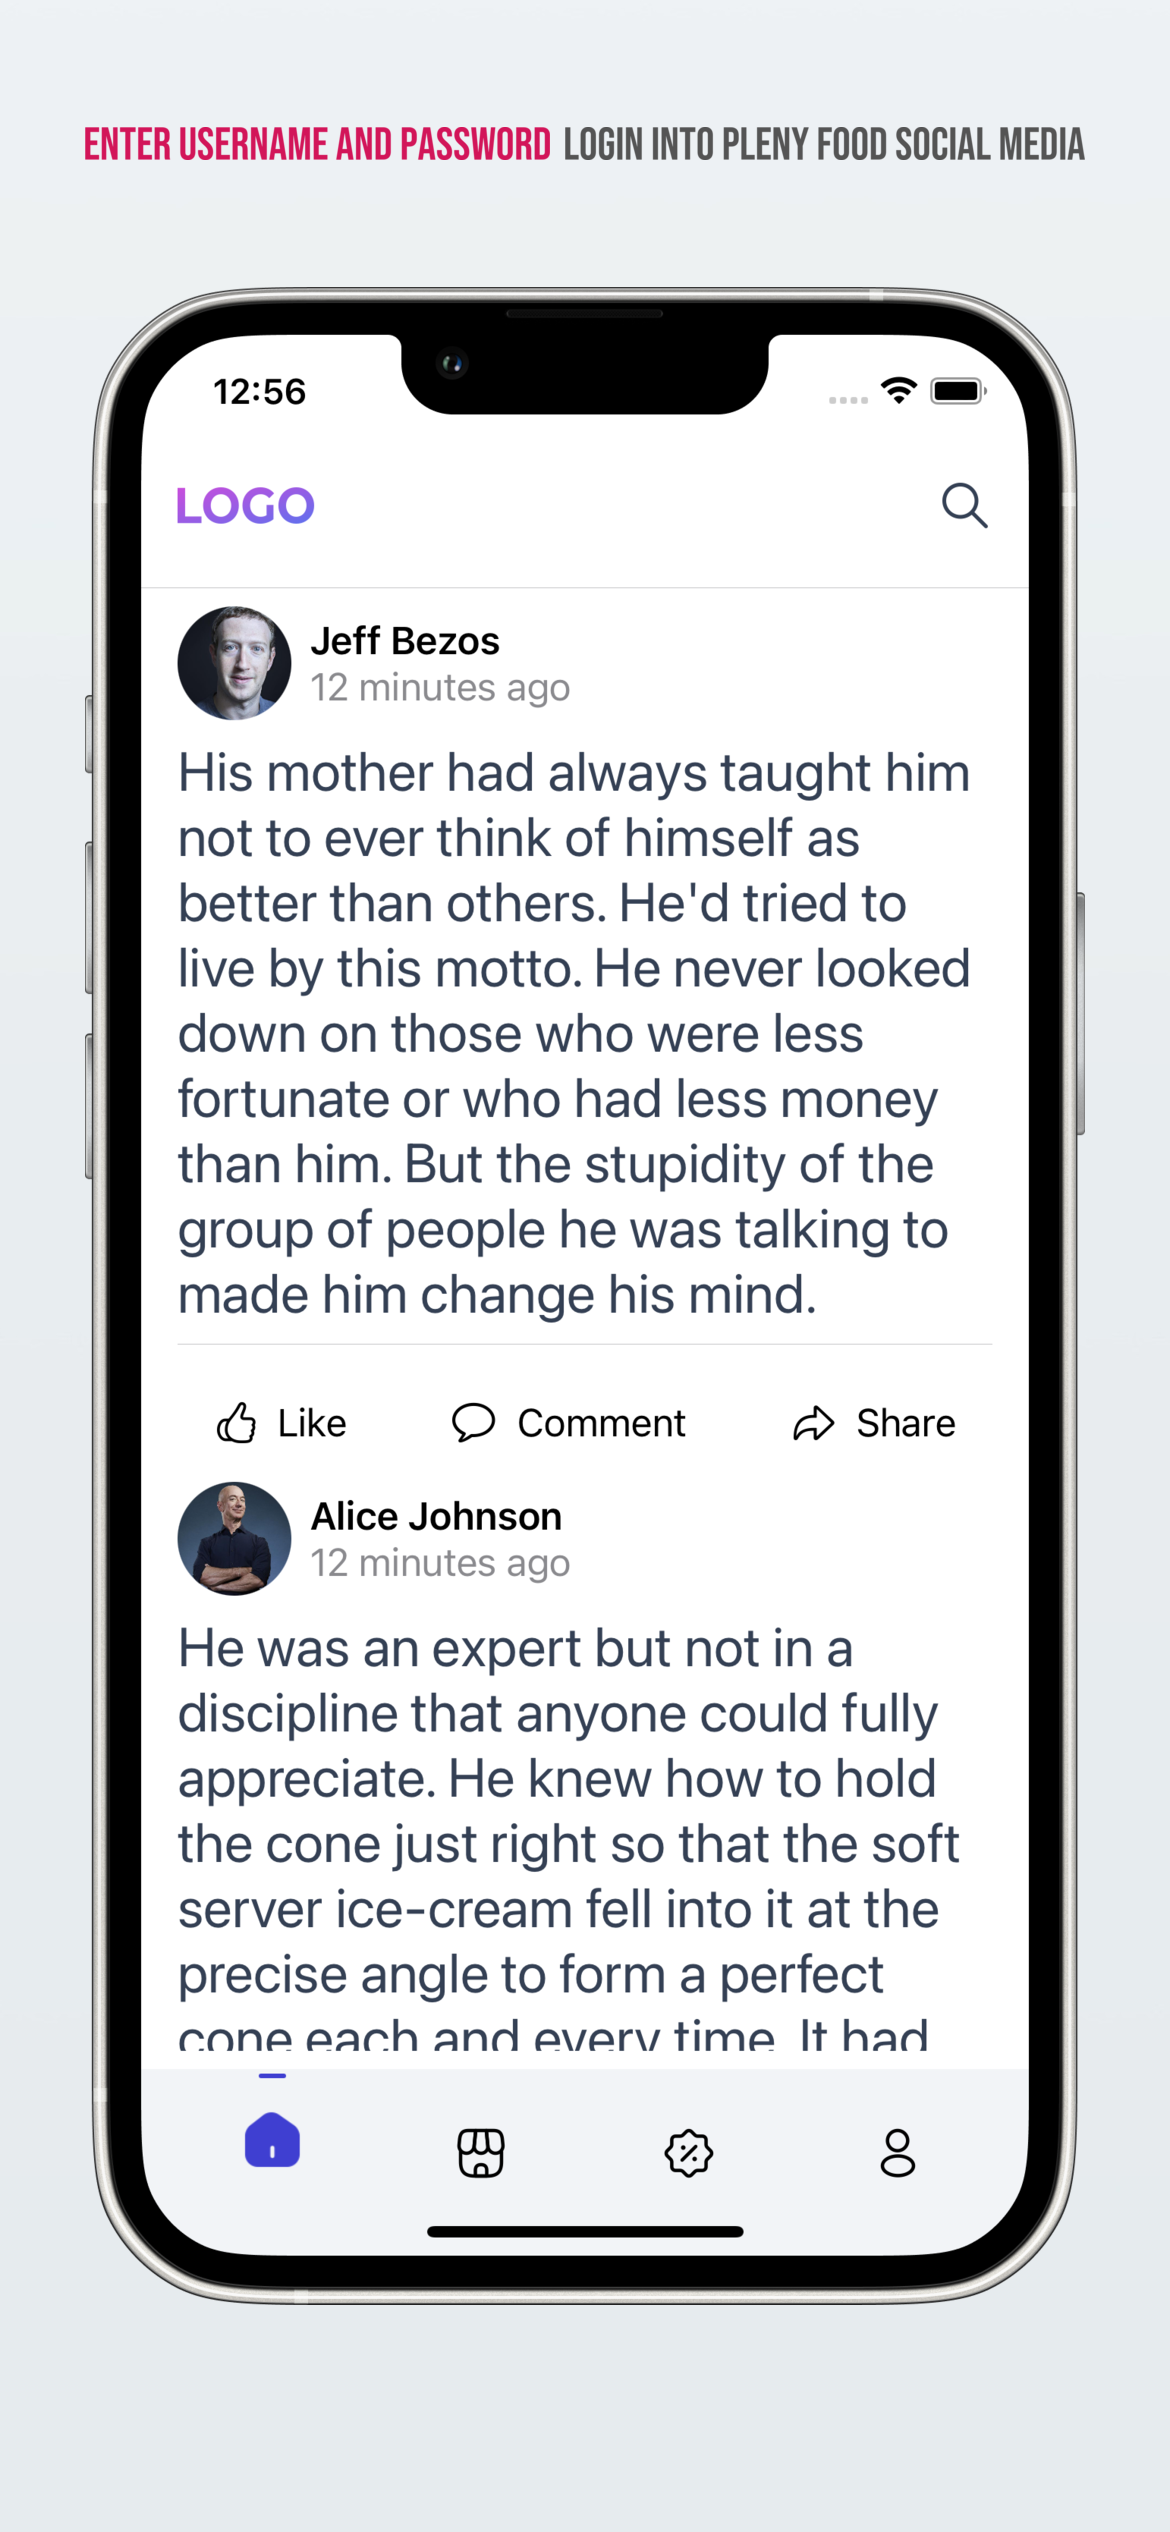 ENTER USERNAME AND PASSWORD LOGIN INTO PLENY FOOD SOCIAL MEDIA
12:56
LOGO
Jeff Bezos
12 minutes ago
His mother had always taught him
not to ever think of himself as
better than others. He'd tried to
live by this motto. He never looked
down on those who were less
fortunate or who had less money
than him. But the stupidity of the
group of people he was talking to
made him change his mind.
Like Comment Share
Alice Johnson
12 minutes ago
He was an expert but not in a
discipline that anyone could fully
appreciate. He knew how to hold
the cone just right so that the soft
server ice-cream fell into it at the
precise angle to form a perfect
cone each and every time. It had